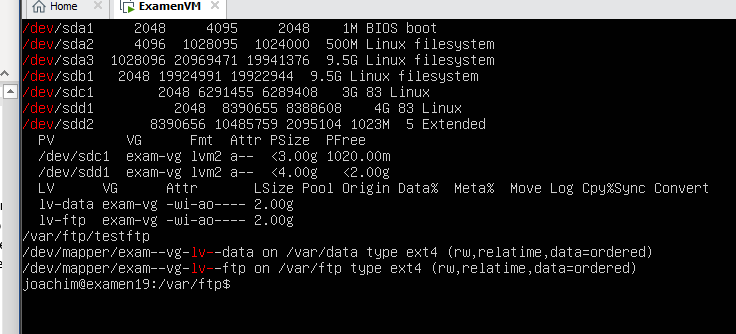 Home × ExamenVM ×
/dev/sda1 2048 4095 2048 1M BIOS boot
/dev/sda2 4096 1028095 1024000 500M Linux filesystem
/dev/sda3 1028096 20969471 19941376 9.5G Linux filesystem
/dev/sdb1 2048 19924991 19922944 9.5G Linux filesystem
/dev/sdc1 2048 6291455 6289408 3G 83 Linux
/dev/sdd1 2048 8390655 8388608 4G 83 Linux
/dev/sdd2 8390656 10485759 2095104 1023M 5 Extended
PV VG Fmt Attr PSize PFree
/dev/sdc1 exam-vg lvm2 a-- <3.00g 1020.00m
/dev/sdd1 exam-vg lvm2 a-- <4.00g <2.00g
LV VG Attr LSize Pool Origin Data% Meta% Move Log Cpy%Sync Convert
lv-data exam-vg -wi-ao---- 2.00g
lv-ftp exam-vg -wi-ao---- 2.00g
/var/ftp/testftp
/dev/mapper/exam--vg-lv--data on /var/data type ext4 (rw,relatime,data=ordered)
/dev/mapper/exam--vg-lv--ftp on /var/ftp type ext4 (rw,relatime,data=ordered)
joachim@examen19:/var/ftp$